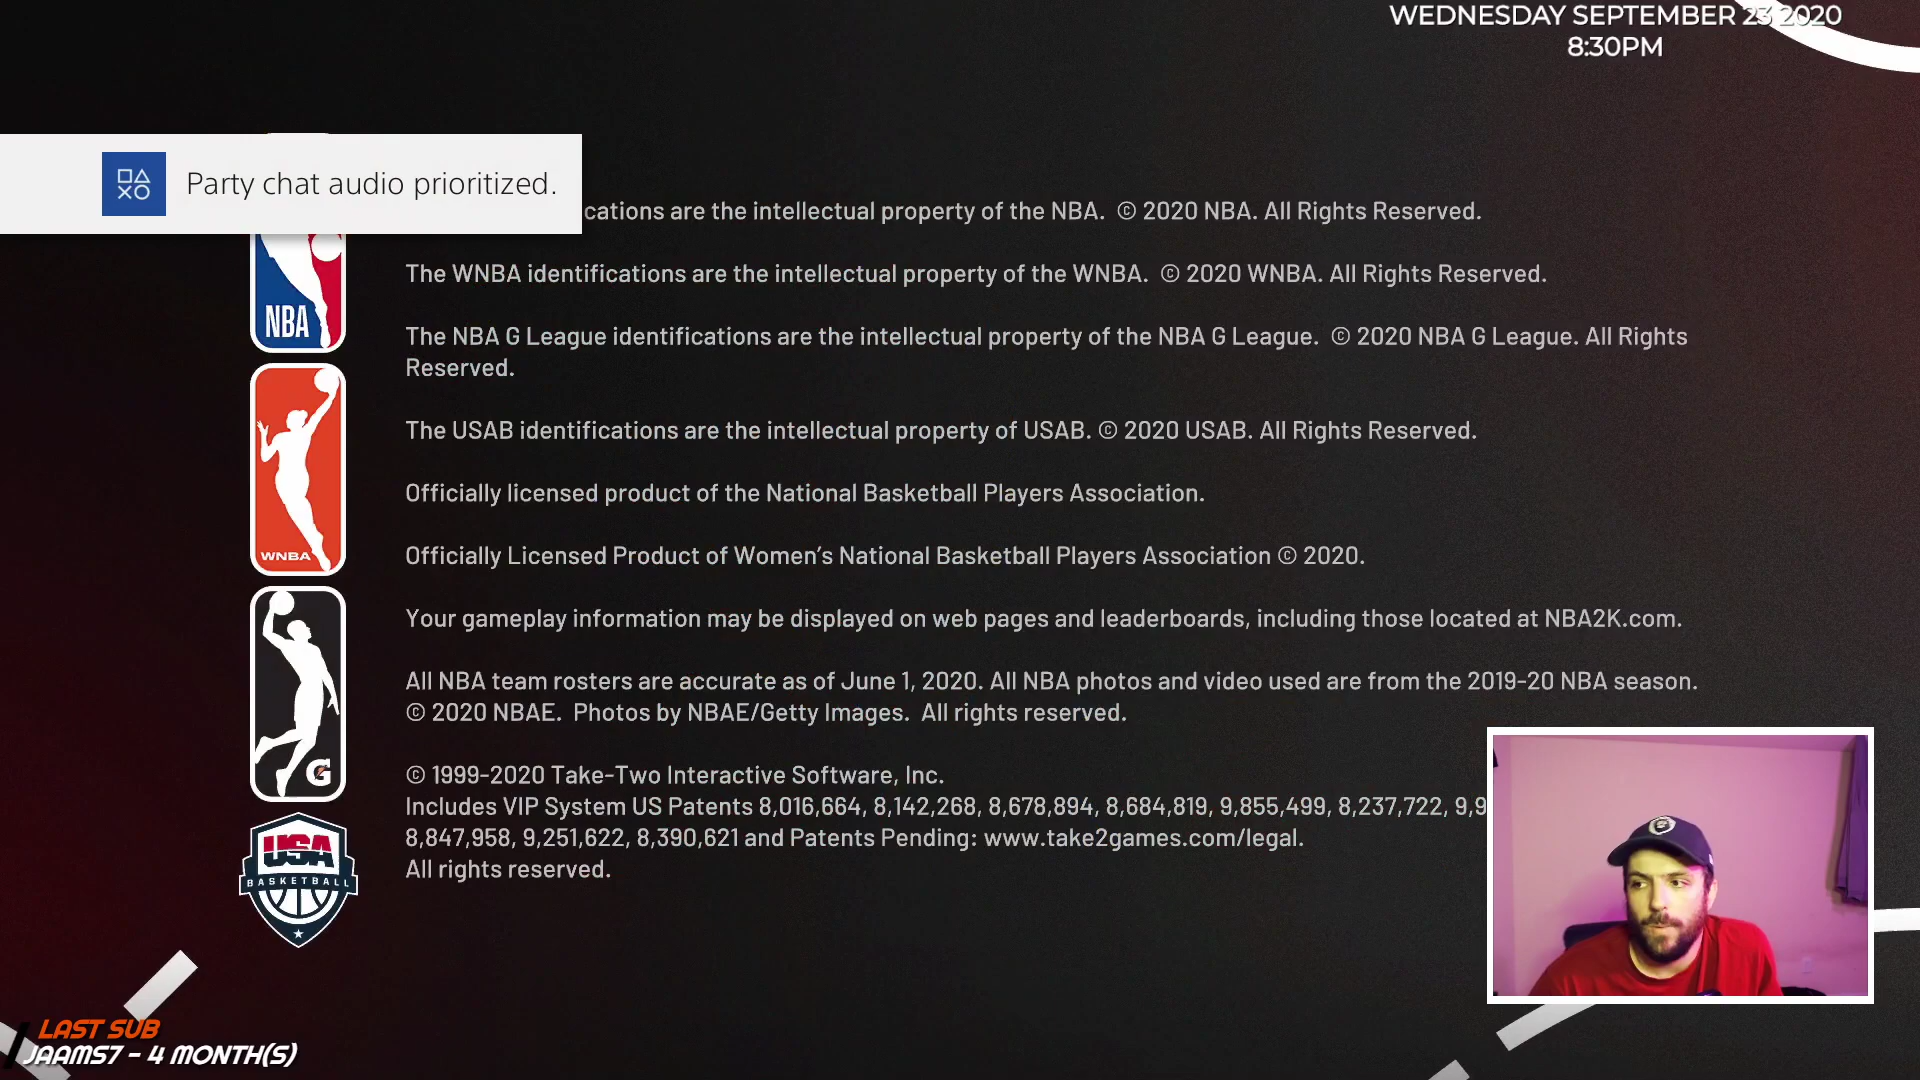 WEDNESDAY SEPTEMBER 23 2020
8:30PM
Party chat audio prioritized.
cations are the intellectual property of the NBA. © 2020 NBA. All Rights Reserved.
NBA
The WNBA identifications are the intellectual property of the WNBA. © 2020 WNBA. All Rights Reserved.
The NBA G League identifications are the intellectual property of the NBA G League. © 2020 NBA G League. All Rights
Reserved.
WNBA
The USAB identifications are the intellectual property of USAB. © 2020 USAB. All Rights Reserved.
Officially licensed product of the National Basketball Players Association.
Officially Licensed Product of Women’s National Basketball Players Association © 2020.
Your gameplay information may be displayed on web pages and leaderboards, including those located at NBA2K.com.
G
All NBA team rosters are accurate as of June 1, 2020. All NBA photos and video used are from the 2019-20 NBA season.
© 2020 NBAE. Photos by NBAE/Getty Images. All rights reserved.
© 1999-2020 Take-Two Interactive Software, Inc.
Includes VIP System US Patents 8,016,664, 8,142,268, 8,678,894, 8,684,819, 9,855,499, 8,237,722, 9,9
8,847,958, 9,251,622, 8,390,621 and Patents Pending: www.take2games.com/legal.
All rights reserved.
USA
BASKETBALL
LAST SUB
JAAMS7 - 4 MONTH(S)